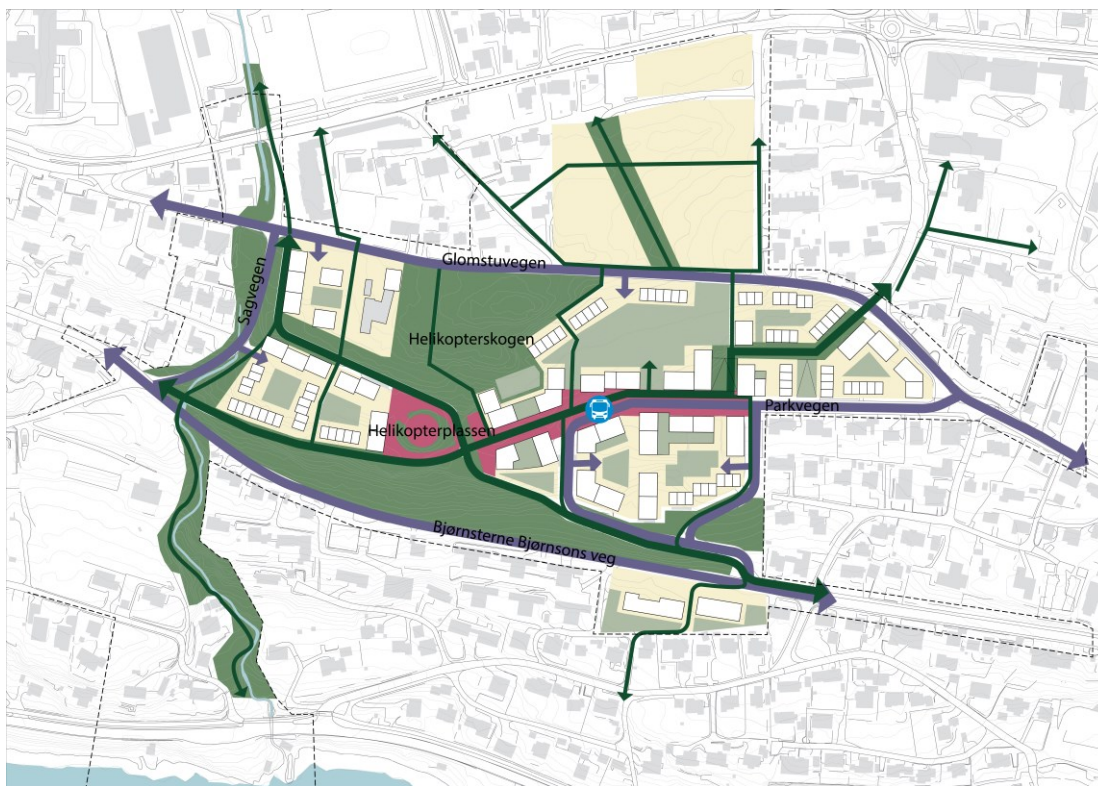 Glomstuvegen
Sagvegen
Helikopterskogen
Helikopterplassen
Parkvegen
Bjørnsterne Bjørnsons veg